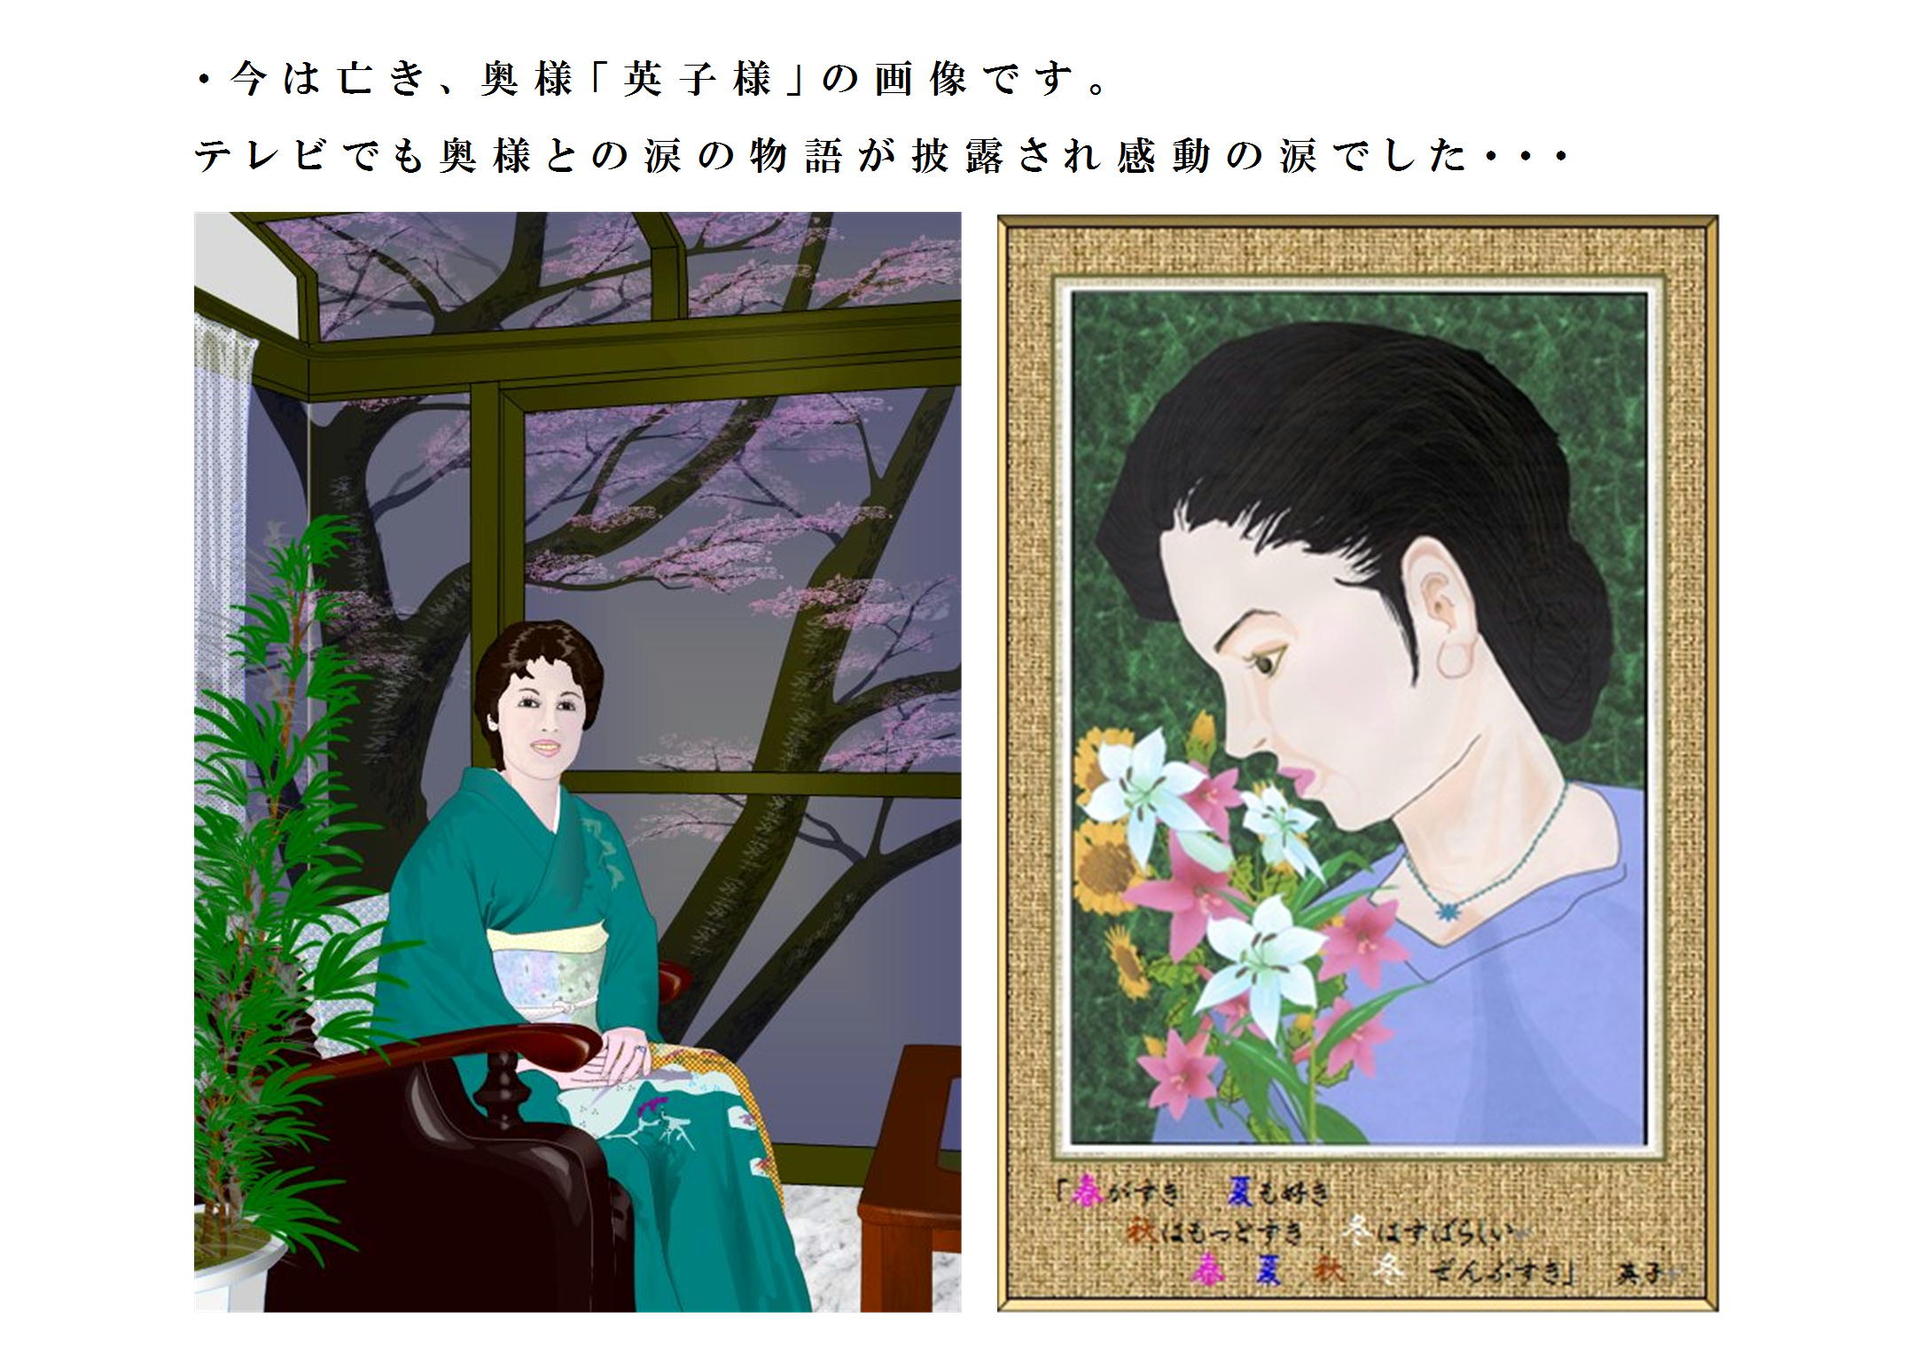 ・今は亡き、奥様「英子様」の画像です。
テレビでも奥様との涙の物語が披露され感動の涙でした・・・
「春がすき　夏も好き
秋はもっとすき　冬はすばらしい
春　夏　秋　冬　ぜんぶすき」　英子